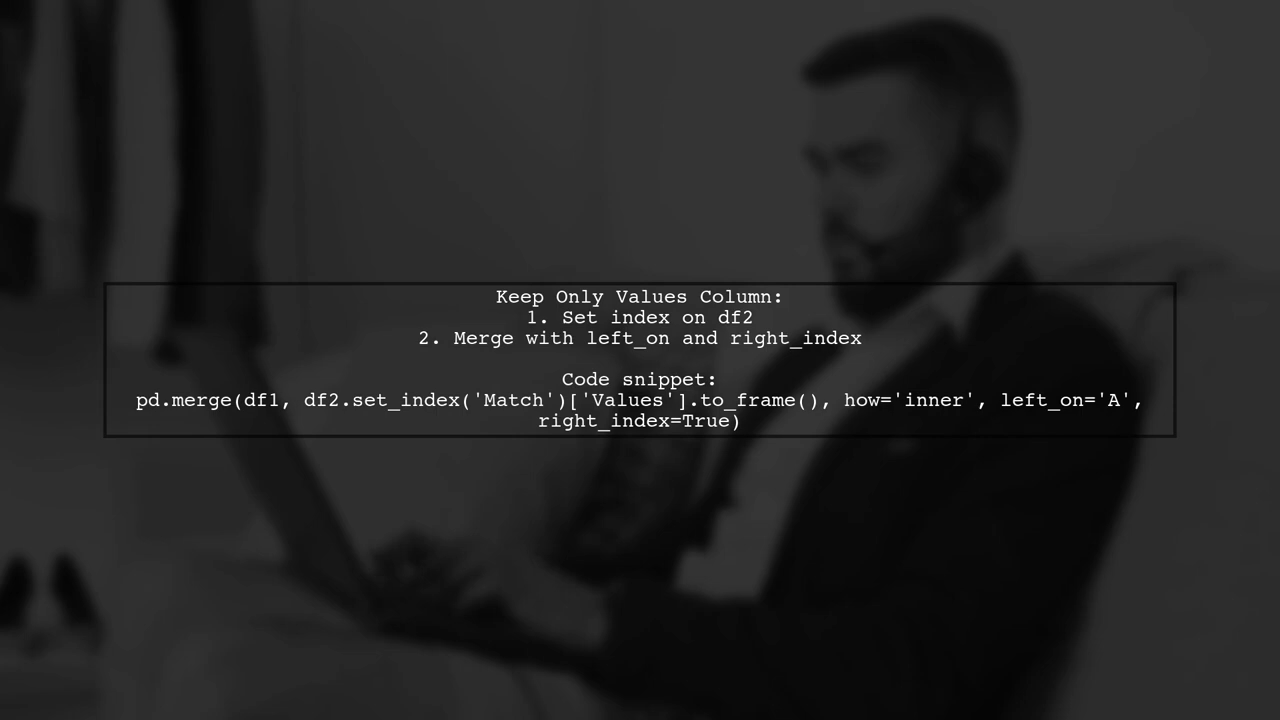 Keep Only Values Column:
1. Set index on df2
2. Merge with left_on and right_index
Code snippet:
pd.merge(df1, df2.set_index('Match')['Values'].to_frame(), how='inner', left_on='A',
right_index=True)